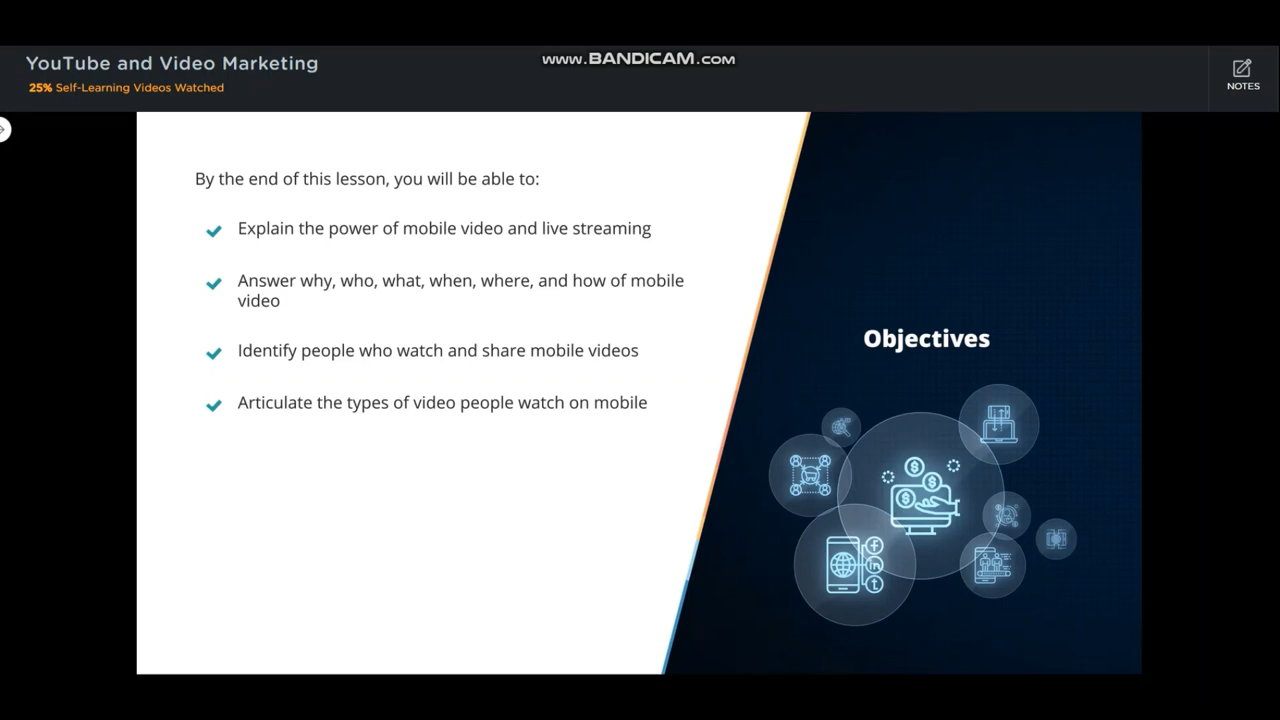 YouTube and Video Marketing
25% Self-Learning Videos Watched
www.BANDICAM.com
NOTES
By the end of this lesson, you will be able to:
Explain the power of mobile video and live streaming
Answer why, who, what, when, where, and how of mobile
video
Identify people who watch and share mobile videos
Articulate the types of video people watch on mobile
Objectives